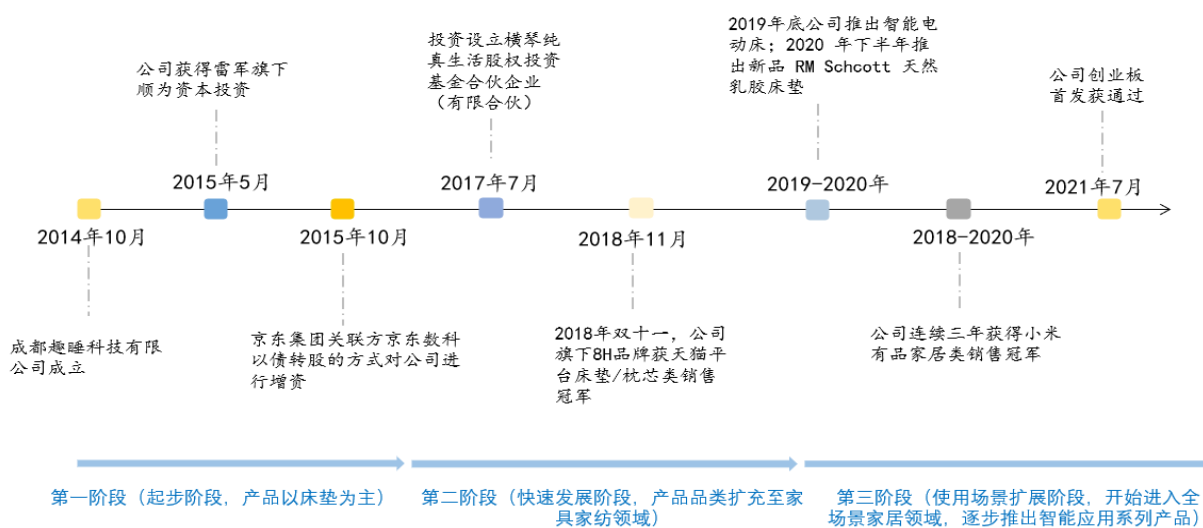 公司获得雷军旗下
顺为资本投资
投资设立横琴纯
真生活股权投资
基金合伙企业
（有限合伙）
2019年底公司推出智能电
动床；2020 年下半年推
出新品 RM Schcott 天然
乳胶床垫
公司创业板
首发获通过
2015年5月
2017年7月
2019-2020年
2021年7月
2014年10月
2015年10月
2018年11月
2018-2020年
成都趣睡科技有限
公司成立
京东集团关联方京东数科
以债转股的方式对公司进
行增资
2018年双十一，公司
旗下8H品牌获天猫平
台床垫/枕芯类销售
冠军
公司连续三年获得小米
有品家居类销售冠军
第一阶段（起步阶段，产品以床垫为主）
第二阶段（快速发展阶段，产品品类扩充至家
具家纺领域）
第三阶段（使用场景扩展阶段，开始进入全
场景家居领域，逐步推出智能应用系列产品）